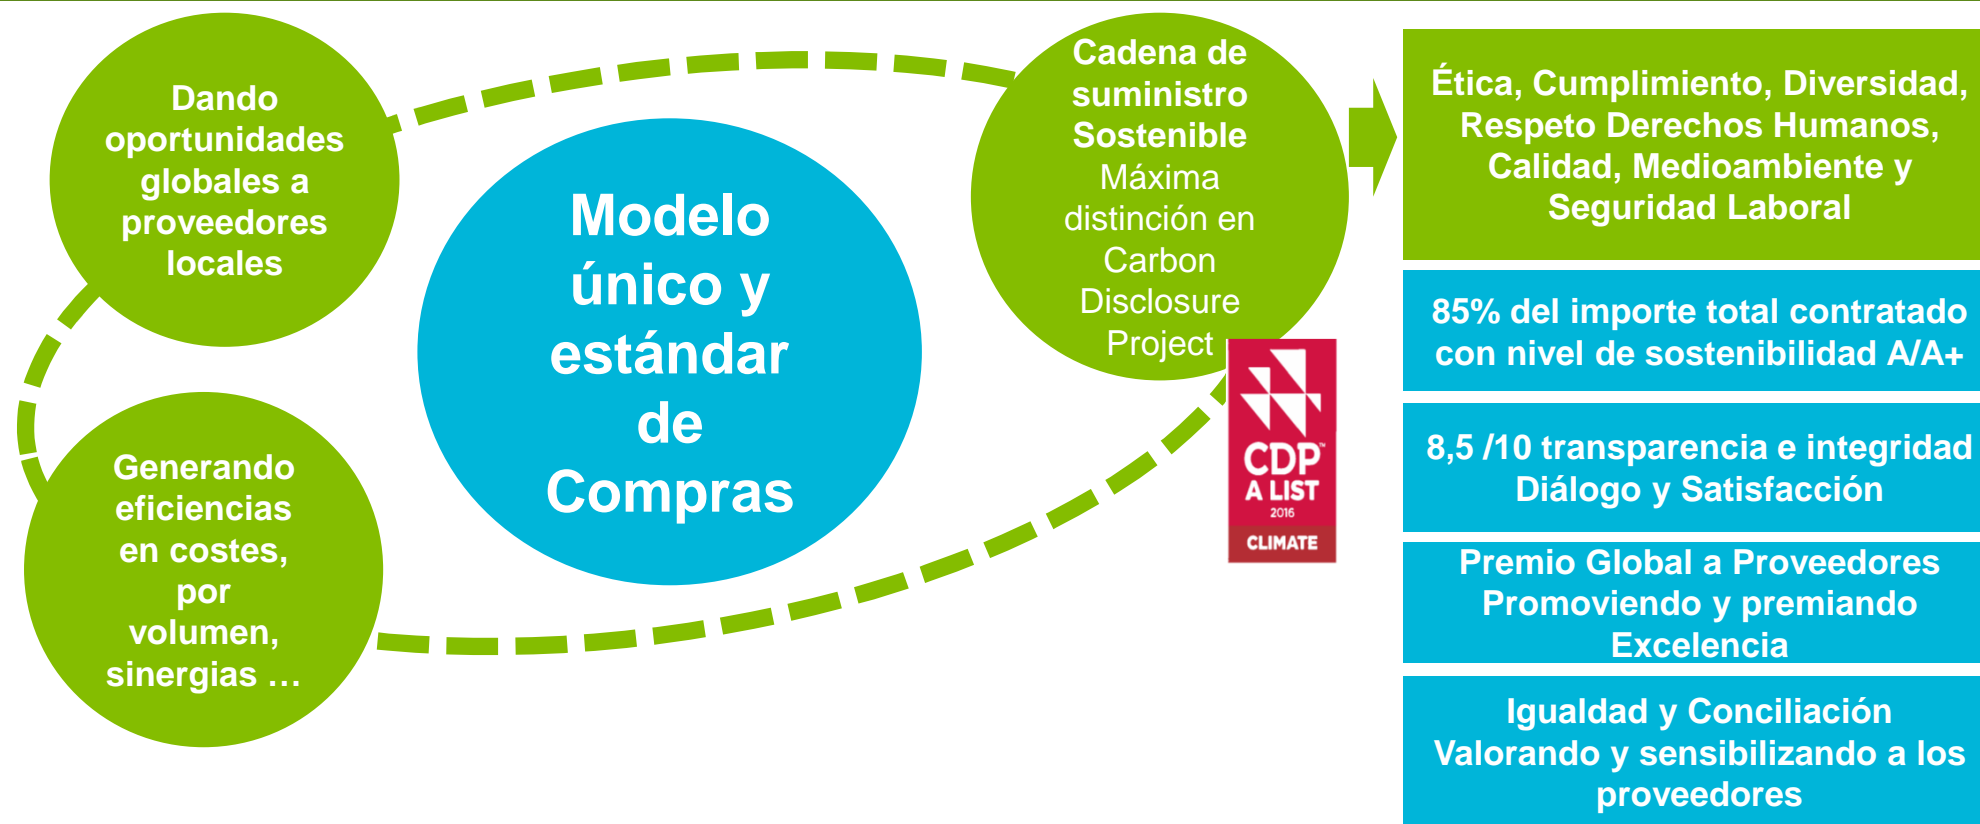 Dando
oportunidades
globales a
proveedores
locales
Generando
eficiencias
en costes,
por
volumen,
sinergias …
Modelo
único y
estándar
de
Compras
Cadena de
suministro
Sostenible
Máxima
distinción en
Carbon
Disclosure
Project
CDP™
A LIST
2016
CLIMATE
Ética, Cumplimiento, Diversidad,
Respeto Derechos Humanos,
Calidad, Medioambiente y
Seguridad Laboral
85% del importe total contratado
con nivel de sostenibilidad A/A+
8,5 /10 transparencia e integridad
Diálogo y Satisfacción
Premio Global a Proveedores
Promoviendo y premiando
Excelencia
Igualdad y Conciliación
Valorando y sensibilizando a los
proveedores